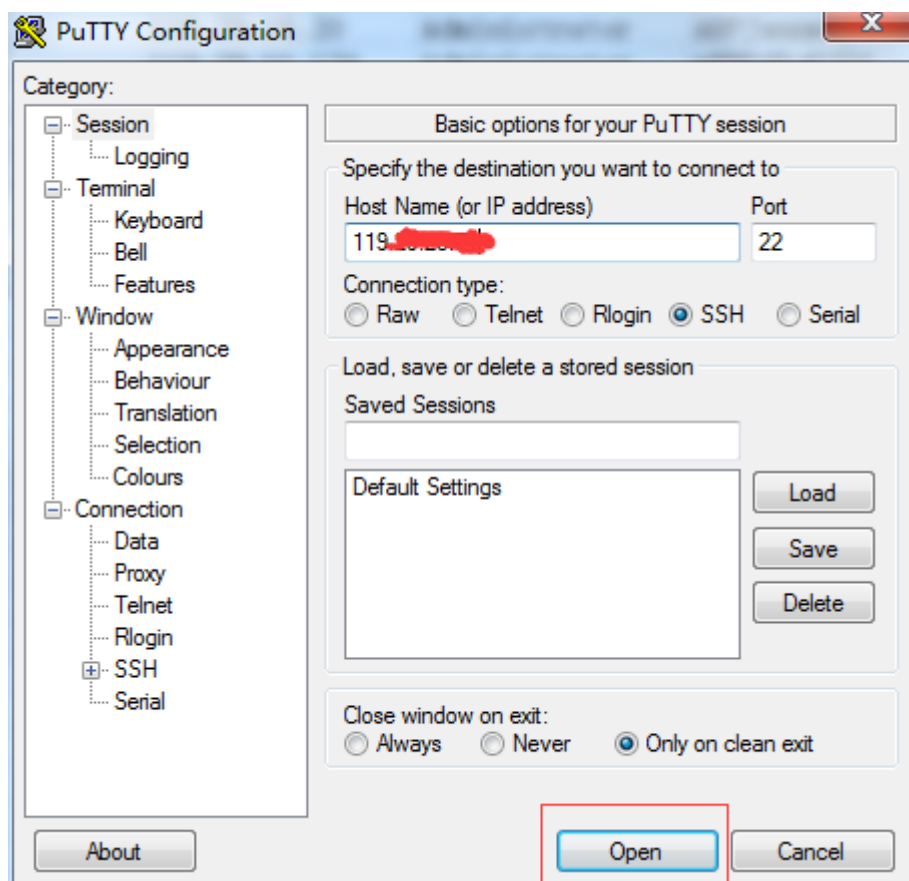 PuTTY Configuration
Category:
Session
Logging
Terminal
Keyboard
Bell
Features
Window
Appearance
Behaviour
Translation
Selection
Colours
Connection
Data
Proxy
Telnet
Rlogin
SSH
Serial
Basic options for your PuTTY session
Specify the destination you want to connect to
Host Name (or IP address) Port
119. 22
Connection type:
Raw Telnet Rlogin SSH Serial
Load, save or delete a stored session
Saved Sessions
Default Settings
Load
Save
Delete
Close window on exit:
Always Never Only on clean exit
About Open Cancel